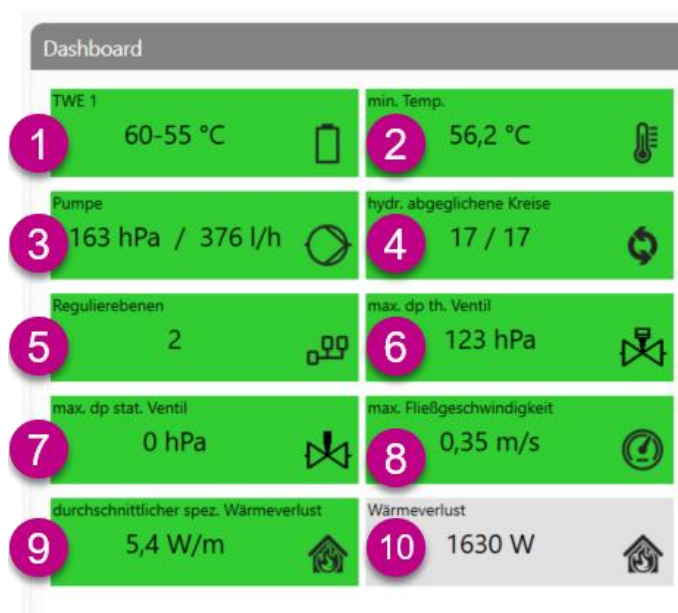 Dashboard
TWE 1
1 60-55 °C
min. Temp.
2 56,2 °C
Pumpe
3 163 hPa / 376 l/h
hydr. abgeglichene Kreise
4 17 / 17
Regulierebenen
5 2
max. dp th. Ventil
6 123 hPa
max. dp stat. Ventil
7 0 hPa
max. Fließgeschwindigkeit
8 0,35 m/s
durchschnittlicher spez. Wärmeverlust
9 5,4 W/m
Wärmeverlust
10 1630 W